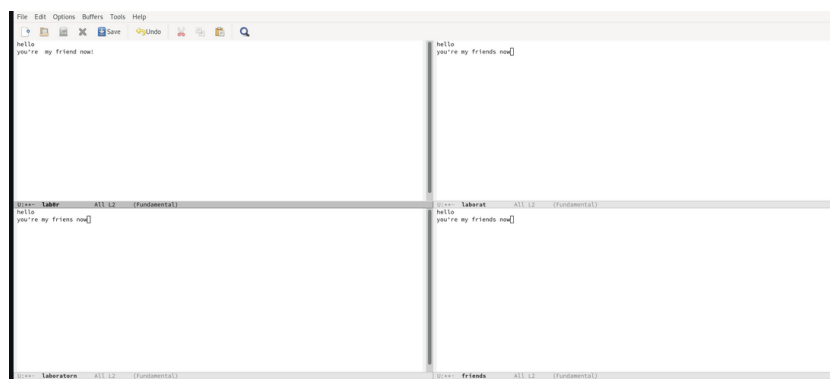 File Edit Options Buffers Tools Help
Save Undo
hello
you're  my friend now!
U:**-  lab0r  All L2  (Fundamental)
hello
you're my friends now
U:**-  laborat  All L2  (Fundamental)
hello
you're my friens now
U:**-  laboratorn  All L2  (Fundamental)
hello
you're my friends now
U:**-  friends  All L2  (Fundamental)